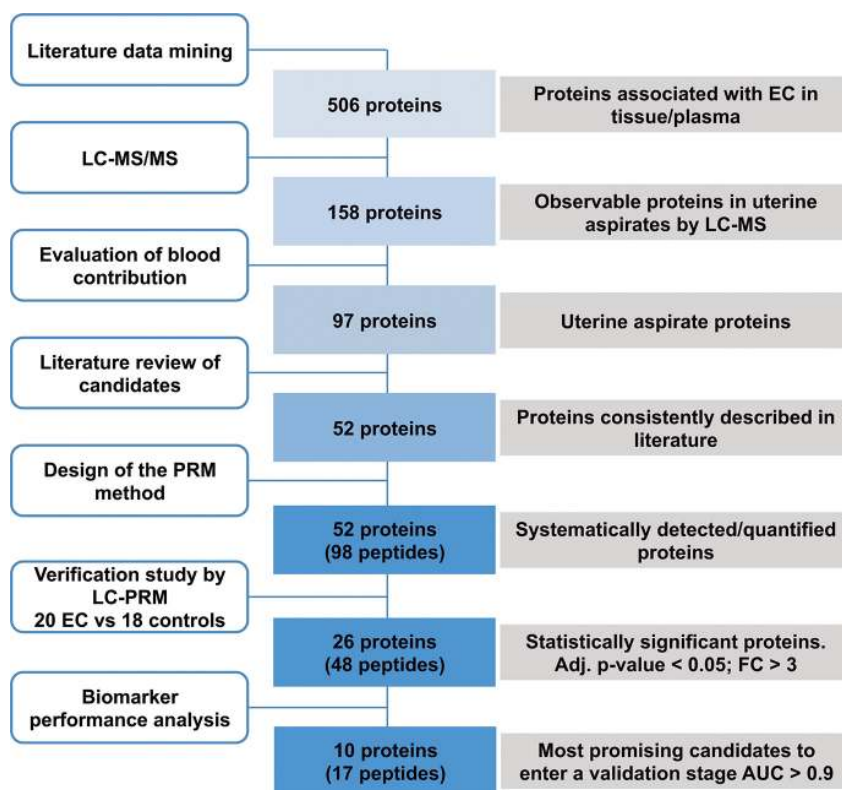 Literature data mining
506 proteins
Proteins associated with EC in
tissue/plasma
LC-MS/MS
158 proteins
Observable proteins in uterine
aspirates by LC-MS
Evaluation of blood
contribution
97 proteins
Uterine aspirate proteins
Literature review of
candidates
52 proteins
Proteins consistently described in
literature
Design of the PRM
method
52 proteins
(98 peptides)
Systematically detected/quantified
proteins
Verification study by
LC-PRM
20 EC vs 18 controls
26 proteins
(48 peptides)
Statistically significant proteins.
Adj. p-value < 0.05; FC > 3
Biomarker
performance analysis
10 proteins
(17 peptides)
Most promising candidates to
enter a validation stage AUC > 0.9